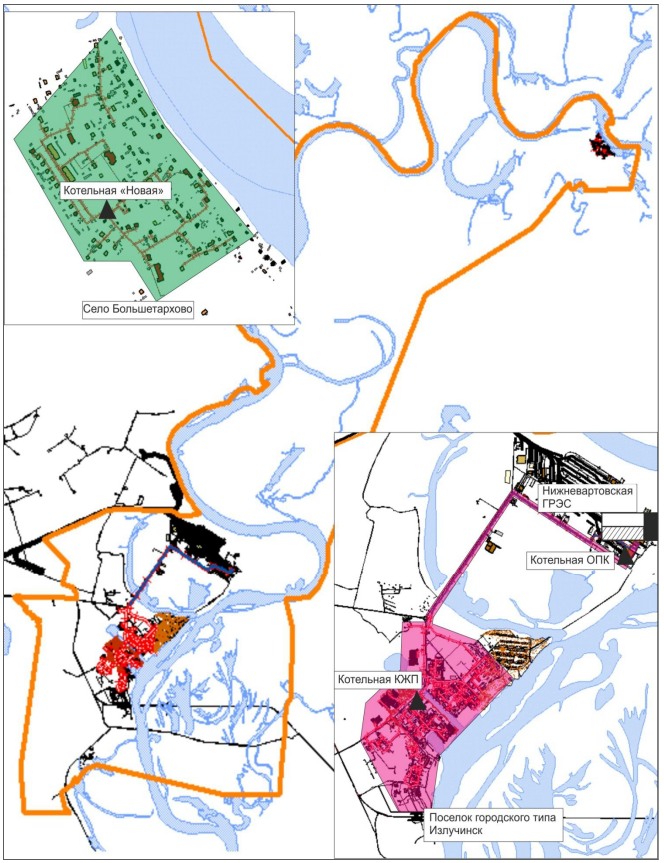 Котельная «Новая»
Село Большетархово
Нижневартовская
ГРЭС
Котельная ОПК
Котельная КЖП
Поселок городского типа
Излучинск